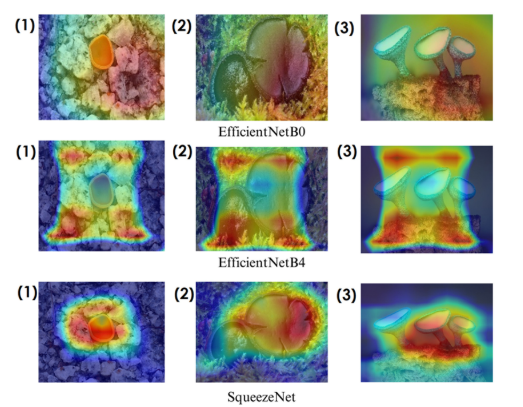 (1) (2) (3)
EfficientNetB0
(1) (2) (3)
EfficientNetB4
(1) (2) (3)
SqueezeNet